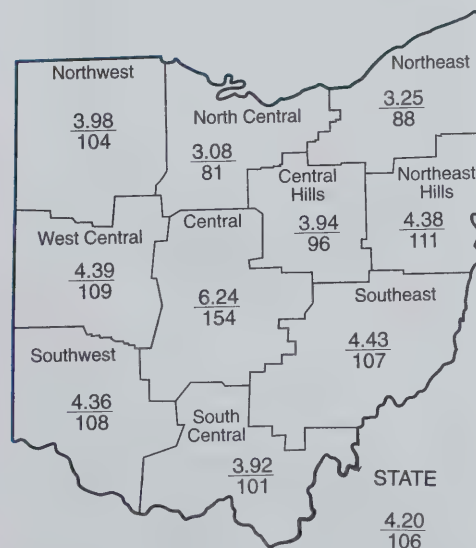 Northwest
3.98
104
North Central
3.08
81
Northeast
3.25
88
Central
Hills
3.94
96
Northeast
Hills
4.38
111
West Central
4.39
109
Central
6.24
154
Southeast
4.43
107
Southwest
4.36
108
South
Central
3.92
101
STATE
4.20
106